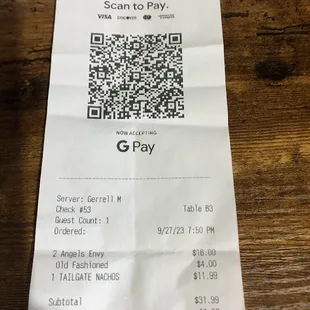 Scan to Pay.
VISA DISCOVER
NOW ACCEPTING
G Pay
Server: Gerrell M
Check #53 Table B3
Guest Count: 1
Ordered: 9/27/23 7:50 PM
2 Angels Envy $16.00
Old Fashioned $4.00
1 TAILGATE NACHOS $11.99
Subtotal $31.99